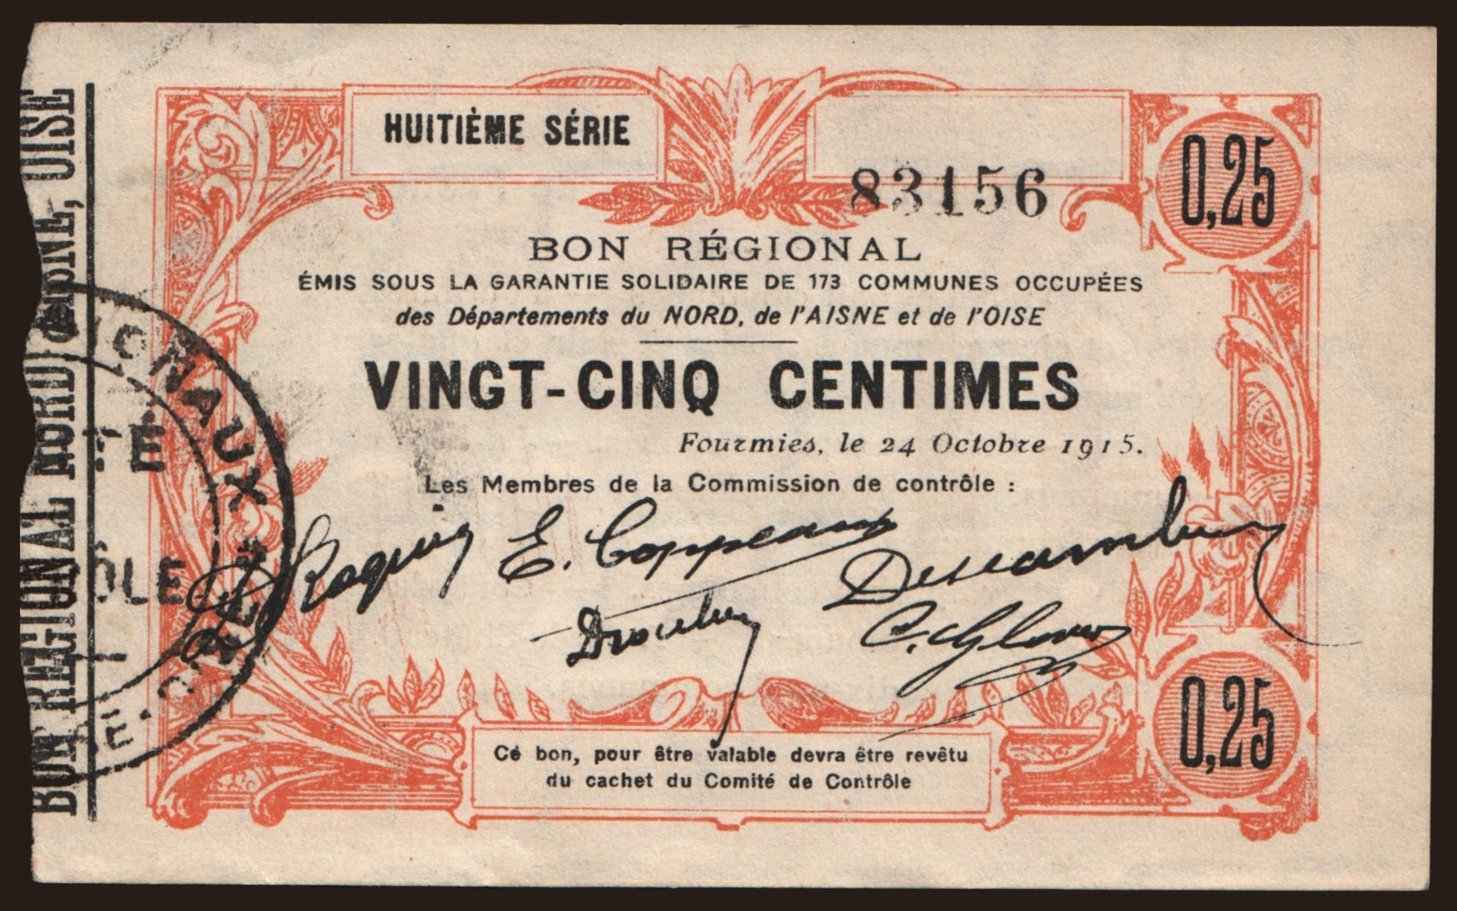 HUITIÈME SÉRIE
83156
0,25
BON RÉGIONAL
ÉMIS SOUS LA GARANTIE SOLIDAIRE DE 173 COMMUNES OCCUPÉES
des Départements du NORD, de l'AISNE et de l'OISE
VINGT-CINQ CENTIMES
Fourmies, le 24 Octobre 1915.
Les Membres de la Commission de contrôle :
E. Coppeaux
0,25
Cé bon, pour être valable devra être revêtu
du cachet du Comité de Contrôle
BON RÉGIONAL NORD, AISNE, OISE